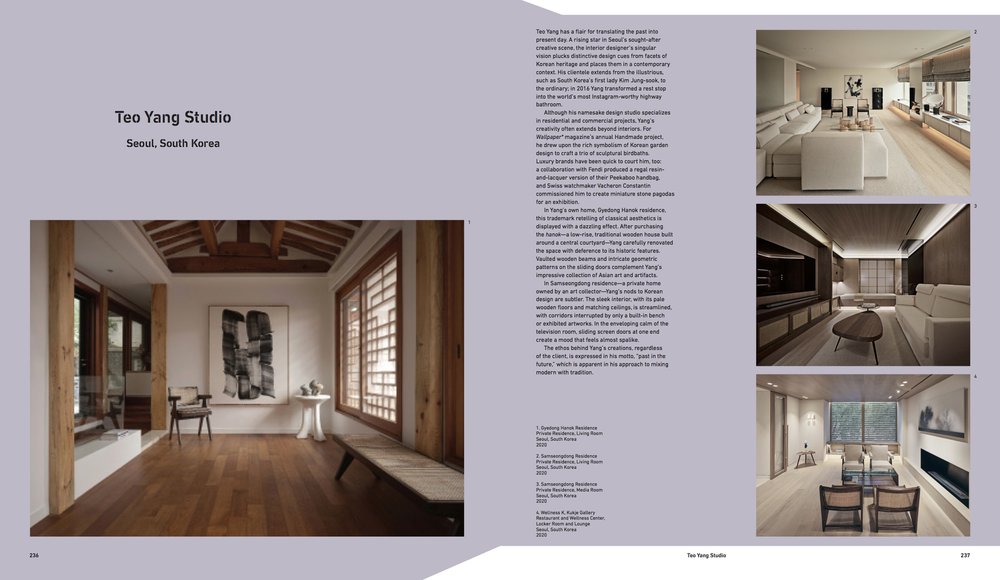 Teo Yang Studio
Seoul, South Korea
1
236
Teo Yang has a flair for translating the past into
present day. A rising star in Seoul's sought-after
creative scene, the interior designer's singular
vision plucks distinctive design cues from facets of
Korean heritage and places them in a contemporary
context. His clientele extends from the illustrious,
such as South Korea's first lady Kim Jung-sook, to
the ordinary; in 2016 Yang transformed a rest stop
into the world's most Instagram-worthy highway
bathroom.
Although his namesake design studio specializes
in residential and commercial projects, Yang's
creativity often extends beyond interiors. For
Wallpaper* magazine's annual Handmade project,
he drew upon the rich symbolism of Korean garden
design to craft a trio of sculptural birdbaths.
Luxury brands have been quick to court him, too:
a collaboration with Fendi produced a regal resin-
and-lacquer version of their Peekaboo handbag,
and Swiss watchmaker Vacheron Constantin
commissioned him to create miniature stone pagodas
for an exhibition.
In Yang's own home, Gyedong Hanok residence,
this trademark retelling of classical aesthetics is
displayed with a dazzling effect. After purchasing
the hanok—a low-rise, traditional wooden house built
around a central courtyard—Yang carefully renovated
the space with deference to its historic features.
Vaulted wooden beams and intricate geometric
patterns on the sliding doors complement Yang's
impressive collection of Asian art and artifacts.
In Samseongdong residence—a private home
owned by an art collector—Yang's nods to Korean
design are subtler. The sleek interior, with its pale
wooden floors and matching ceilings, is streamlined,
with corridors interrupted by only a built-in bench
or exhibited artworks. In the enveloping calm of the
television room, sliding screen doors at one end
create a mood that feels almost spalike.
The ethos behind Yang's creations, regardless
of the client, is expressed in his motto, "past in the
future," which is apparent in his approach to mixing
modern with tradition.
1. Gyedong Hanok Residence
Private Residence, Living Room
Seoul, South Korea
2020
2. Samseongdong Residence
Private Residence, Living Room
Seoul, South Korea
2020
3. Samseongdong Residence
Private Residence, Media Room
Seoul, South Korea
2020
4. Wellness K, Kukje Gallery
Restaurant and Wellness Center,
Locker Room and Lounge
Seoul, South Korea
2020
2
3
4
Teo Yang Studio
237